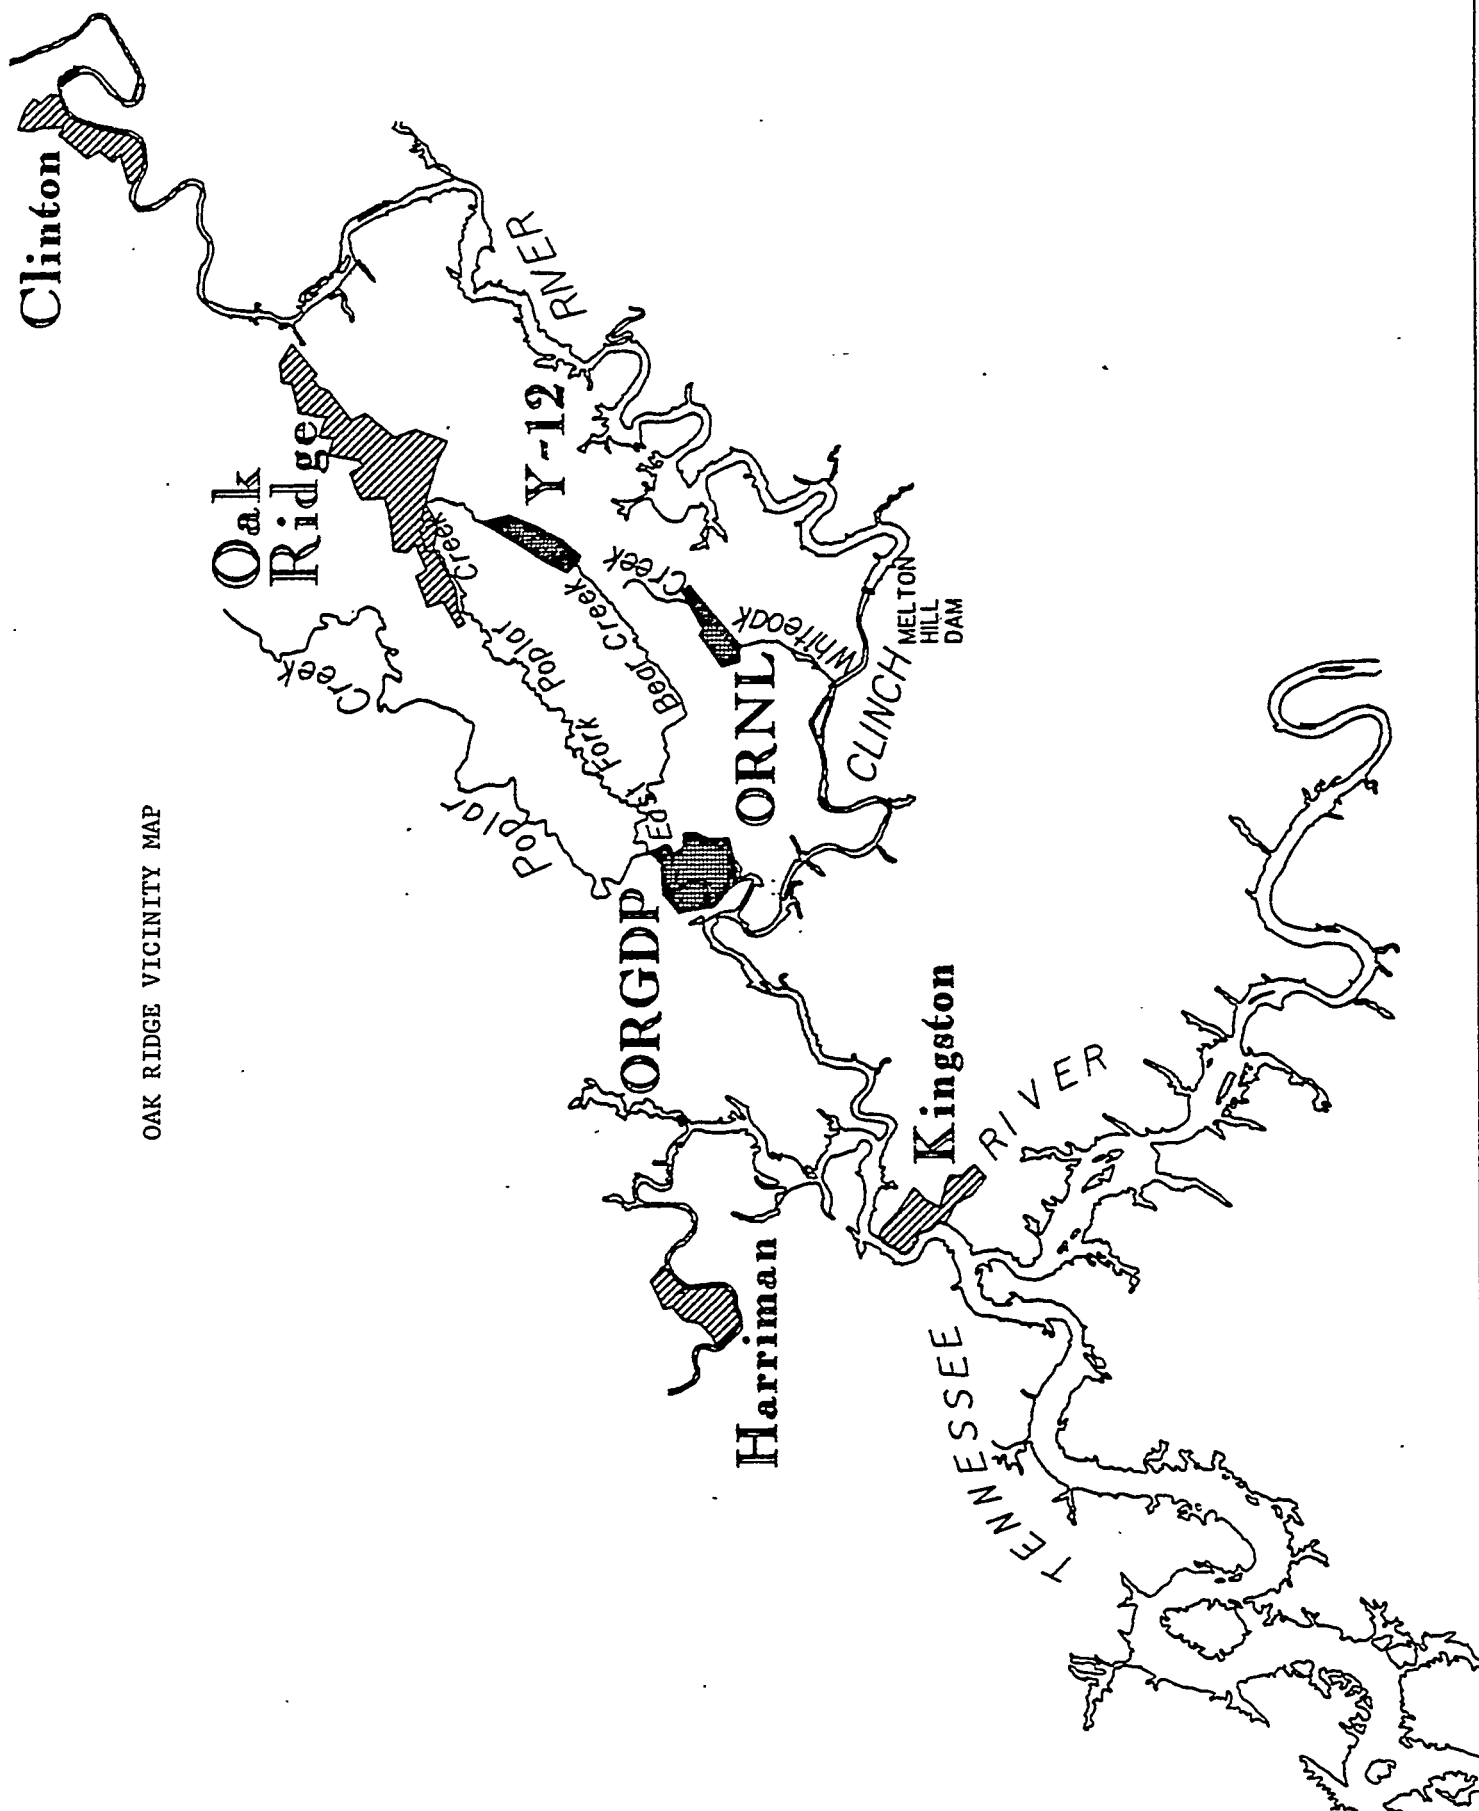 OAK RIDGE VICINITY MAP
Clinton
Oak
Ridge
Y-12
RIVER
CLINCH
Creek
Poplar
Creek
Poplar
Fork
East
Bear Creek
Creek
Whiteoak
MELTON
HILL
DAM
ORNL
ORGDP
Kingston
Harriman
RIVER
TENNESSEE